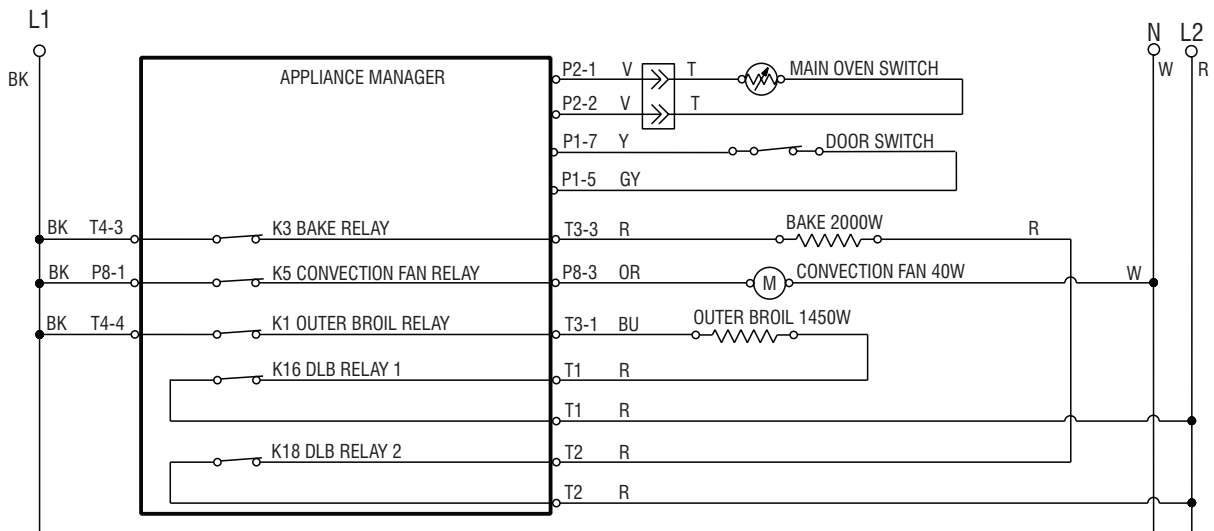 L1
N L2
BK
W R
APPLIANCE MANAGER
P2-1 V T MAIN OVEN SWITCH
P2-2 V T
P1-7 Y DOOR SWITCH
P1-5 GY
BK T4-3 K3 BAKE RELAY T3-3 R BAKE 2000W R
BK P8-1 K5 CONVECTION FAN RELAY P8-3 OR M CONVECTION FAN 40W W
BK T4-4 K1 OUTER BROIL RELAY T3-1 BU OUTER BROIL 1450W
K16 DLB RELAY 1 T1 R
T1 R
K18 DLB RELAY 2 T2 R
T2 R